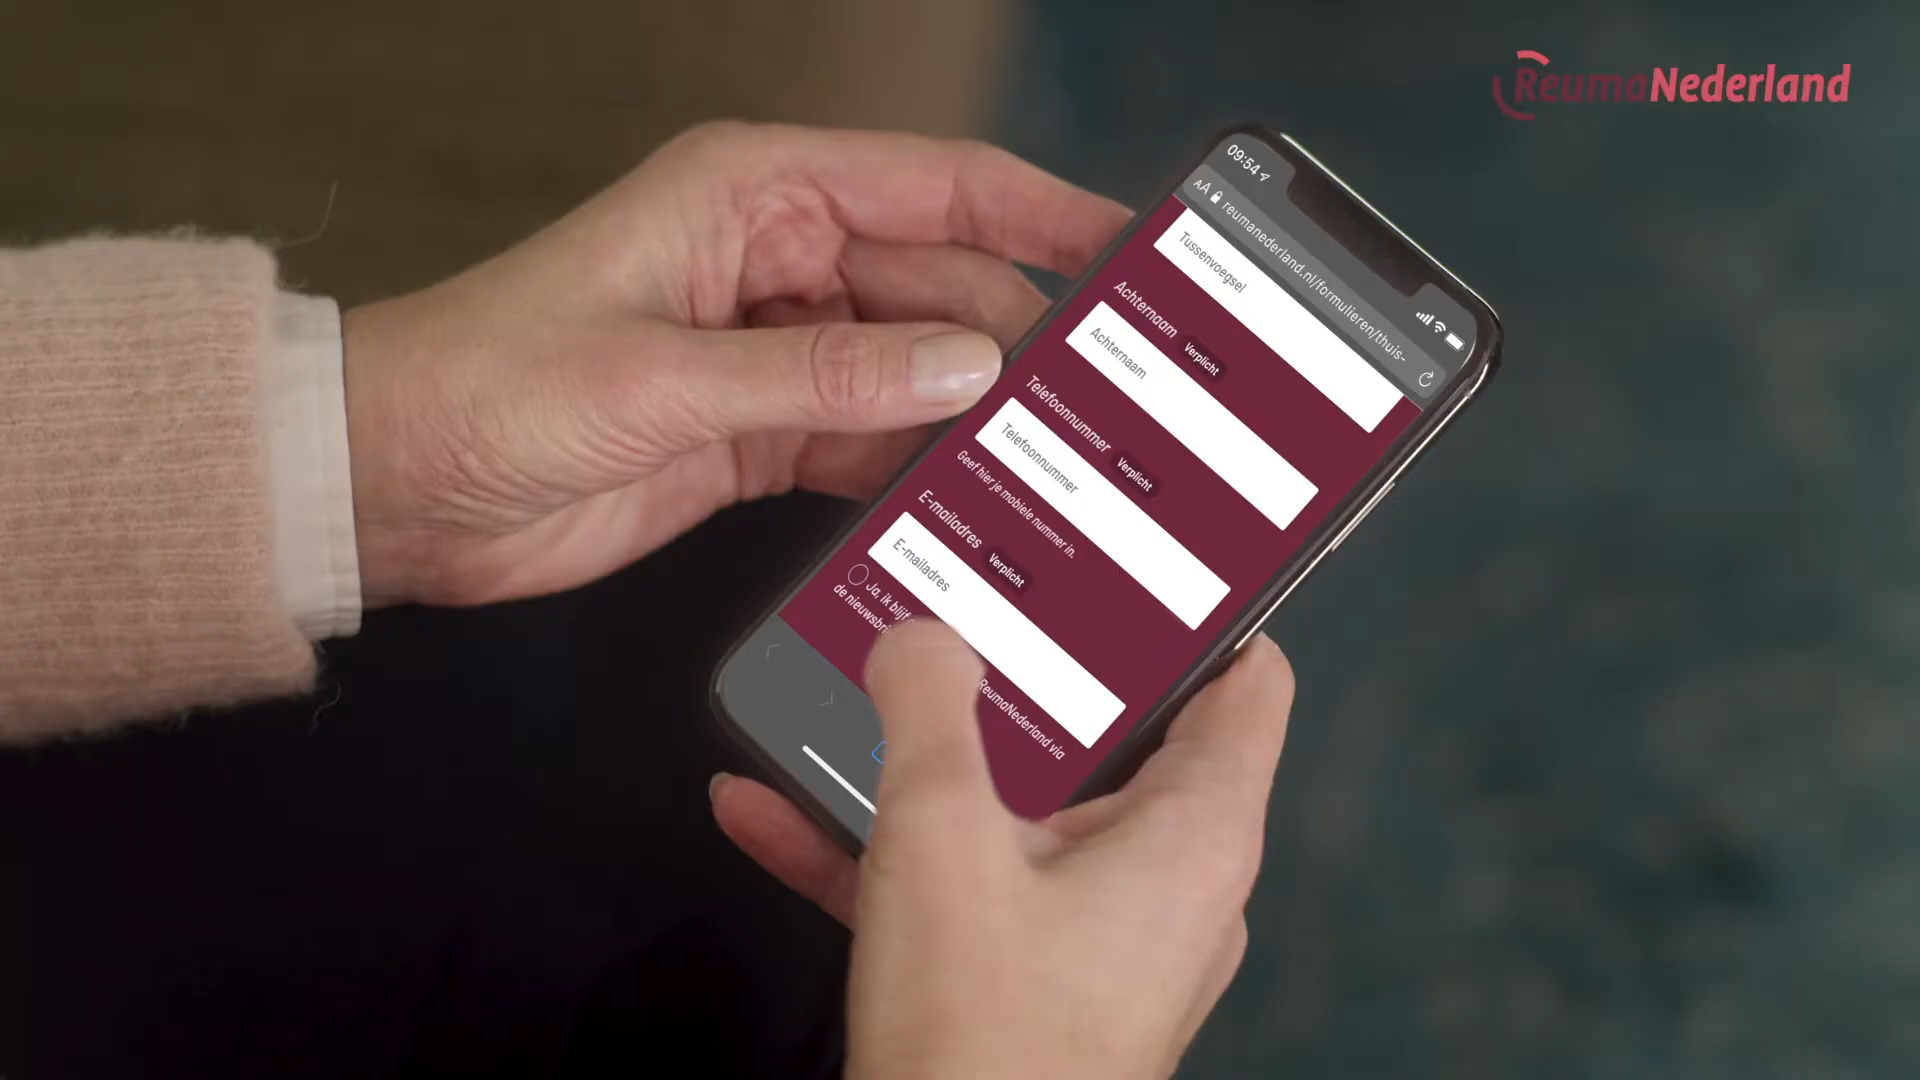 ReumaNederland
09:54
AA reumanederland.nl/formulieren/thuis-
Tussenvoegsel
Achternaam Verplicht
Achternaam
Telefoonnummer Verplicht
Telefoonnummer
Geef hier je mobiele nummer in.
E-mailadres Verplicht
E-mailadres
Ja, ik blijf ReumaNederland via
de